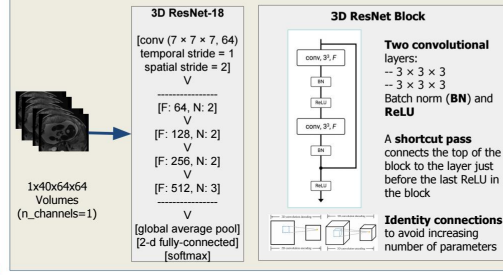 3D ResNet-18
[conv (7 × 7 × 7, 64)
temporal stride = 1
spatial stride = 2]
V
---------------
[F: 64, N: 2]
V
[F: 128, N: 2]
V
[F: 256, N: 2]
V
[F: 512, N: 3]
----------------
V
[global average pool]
[2-d fully-connected]
[softmax]
1x40x64x64
Volumes
(n_channels=1)
3D ResNet Block
conv, 3³, F
BN
ReLU
conv, 3³, F
BN
ReLU
Two convolutional
layers:
-- 3 × 3 × 3
-- 3 × 3 × 3
Batch norm (BN) and
ReLU
A shortcut pass
connects the top of the
block to the layer just
before the last ReLU in
the block
Identity connections
to avoid increasing
number of parameters